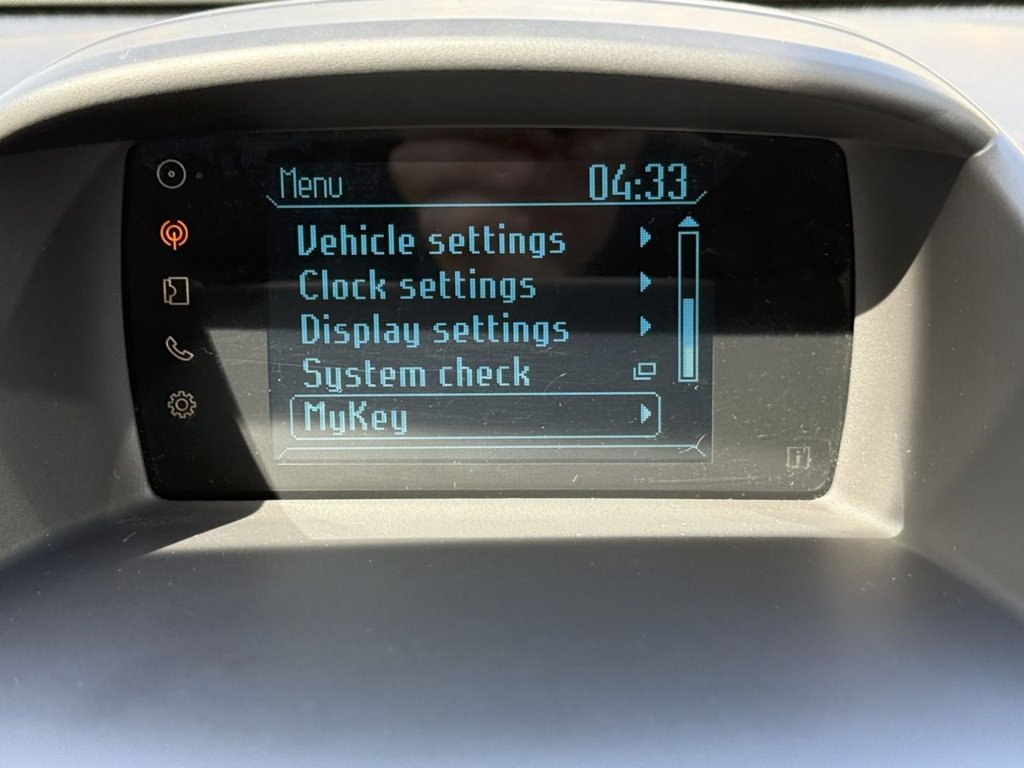 Menu 04:33
Vehicle settings
Clock settings
Display settings
System check
MyKey
i